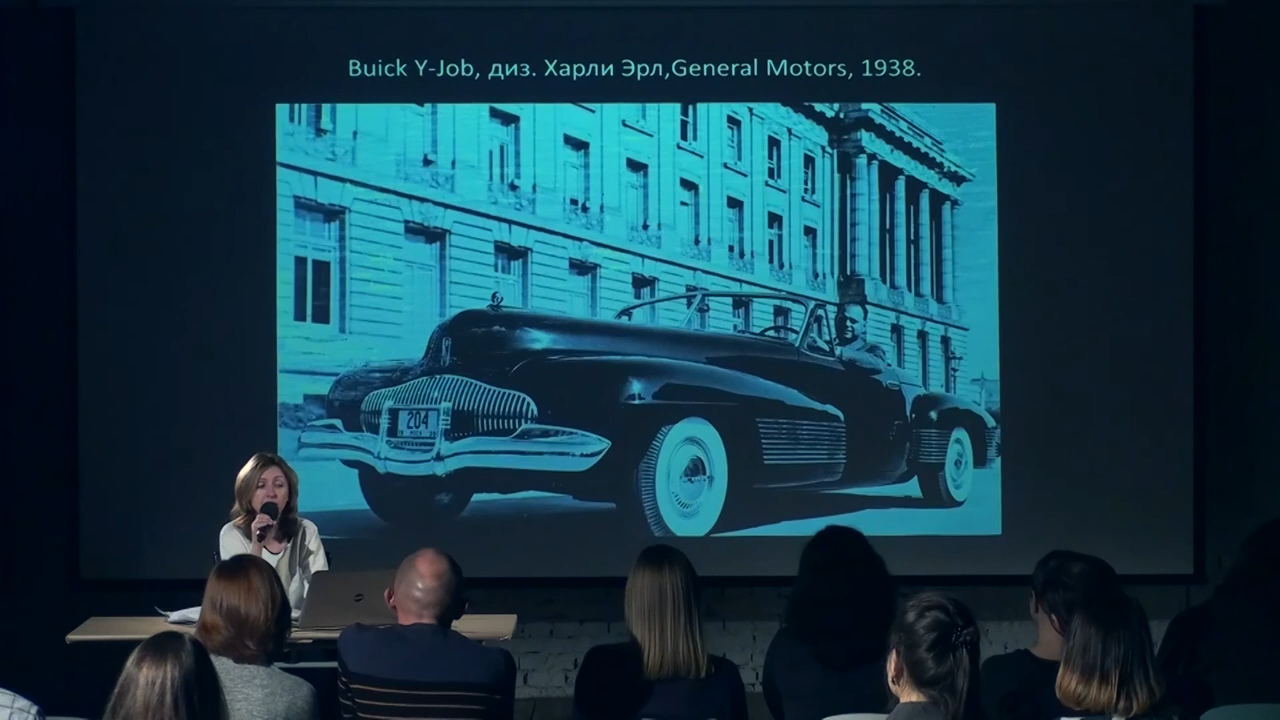 Buick Y-Job, диз. Харли Эрл,General Motors, 1938.
204